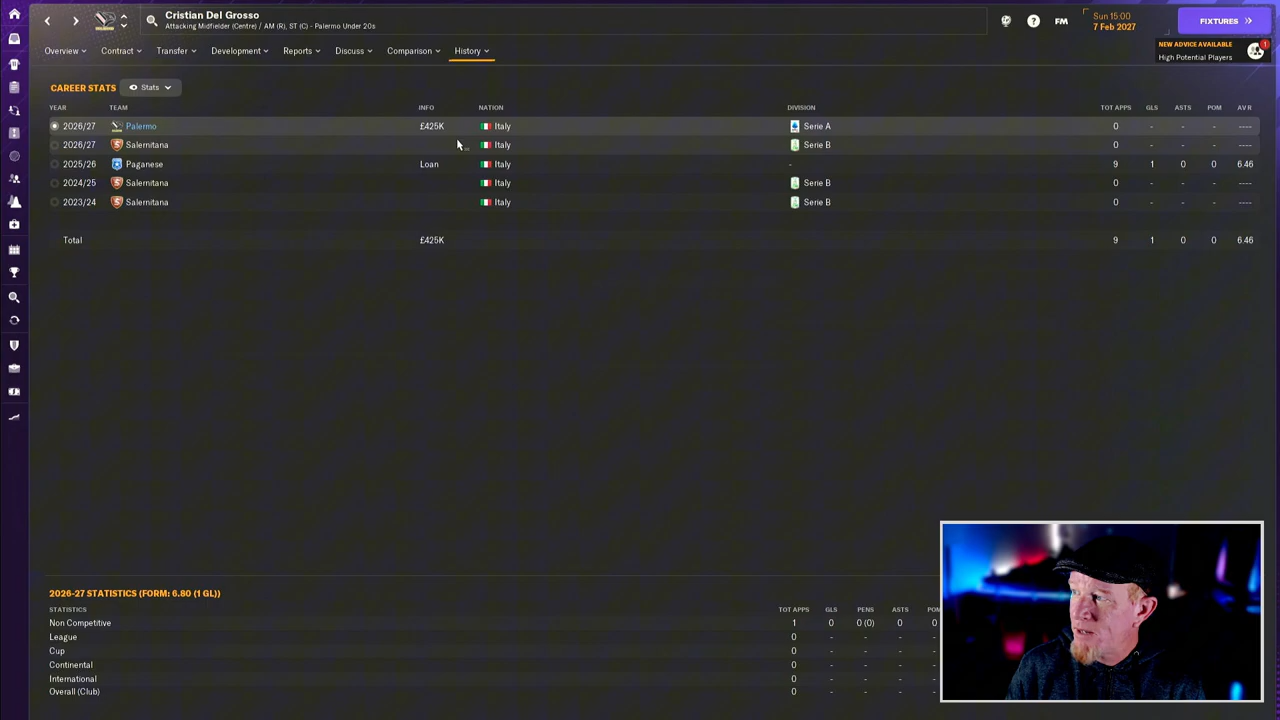 Cristian Del Grosso
Attacking Midfielder (Centre) / AM (R), ST (C) - Palermo Under 20s
FM
Sun 15:00
7 Feb 2027
FIXTURES
Overview Contract Transfer Development Reports Discuss Comparison History
NEW ADVICE AVAILABLE
High Potential Players
1
CAREER STATS Stats
YEAR TEAM INFO NATION DIVISION TOT APPS GLS ASTS POM AV R
2026/27 Palermo £425K Italy Serie A 0 - - - ----
2026/27 Salernitana Italy Serie B 0 - - - ----
2025/26 Paganese Loan Italy - 9 1 0 0 6.46
2024/25 Salernitana Italy Serie B 0 - - - ----
2023/24 Salernitana Italy Serie B 0 - - - ----
Total £425K 9 1 0 0 6.46
2026-27 STATISTICS (FORM: 6.80 (1 GL))
STATISTICS TOT APPS GLS PENS ASTS POM
Non Competitive 1 0 0 (0) 0 0
League 0 - - - -
Cup 0 - - - -
Continental 0 - - - -
International 0 - - - -
Overall (Club) 0 - - - -